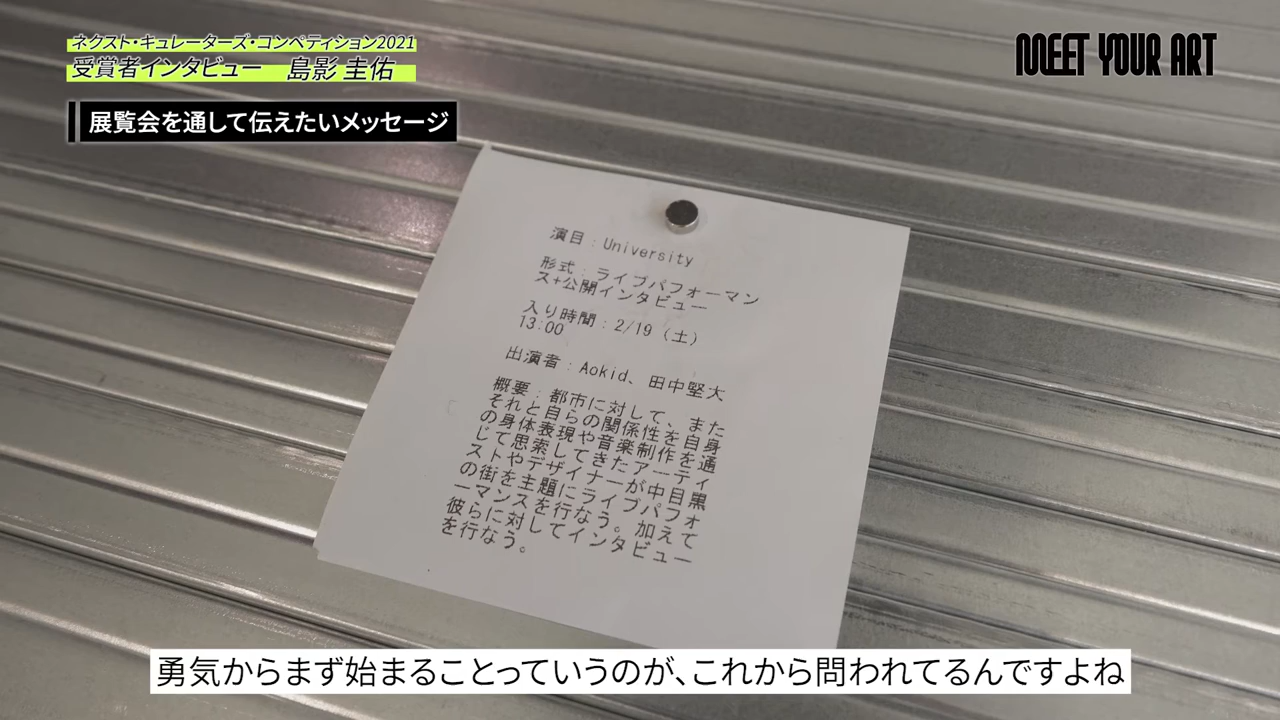 ネクスト・キュレーターズ・コンペティション2021
受賞者インタビュー 島影 圭佑
MEET YOUR ART
展覧会を通して伝えたいメッセージ
演目：University
形式：ライブパフォーマン
ス+公開インタビュー
入り時間：2/19（土）
13:00
出演者：Aokid、田中堅大
概要：都市に対して、また
それと自らの関係性を自身
の身体表現や音楽制作を通
じて思索してきたアーティ
ストやデザイナーが中目黒
の街を主題にライブパフォ
ーマンスを行なう。加えて
彼らに対してインタビュー
を行なう。
勇気からまず始まることっていうのが、これから問われてるんですよね